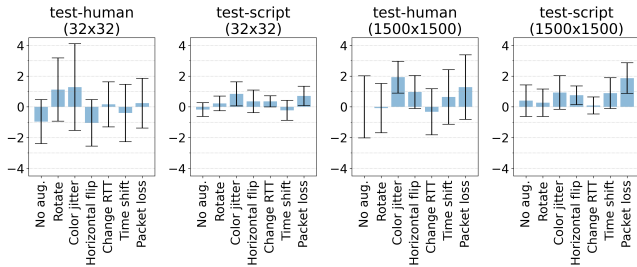 test-human
(32x32)
4
2
0
−2
−4
No aug.
Rotate
Color jitter
Horizontal flip
Change RTT
Time shift
Packet loss
test-script
(32x32)
4
2
0
−2
−4
No aug.
Rotate
Color jitter
Horizontal flip
Change RTT
Time shift
Packet loss
test-human
(1500x1500)
4
2
0
−2
−4
No aug.
Rotate
Color jitter
Horizontal flip
Change RTT
Time shift
Packet loss
test-script
(1500x1500)
4
2
0
−2
−4
No aug.
Rotate
Color jitter
Horizontal flip
Change RTT
Time shift
Packet loss